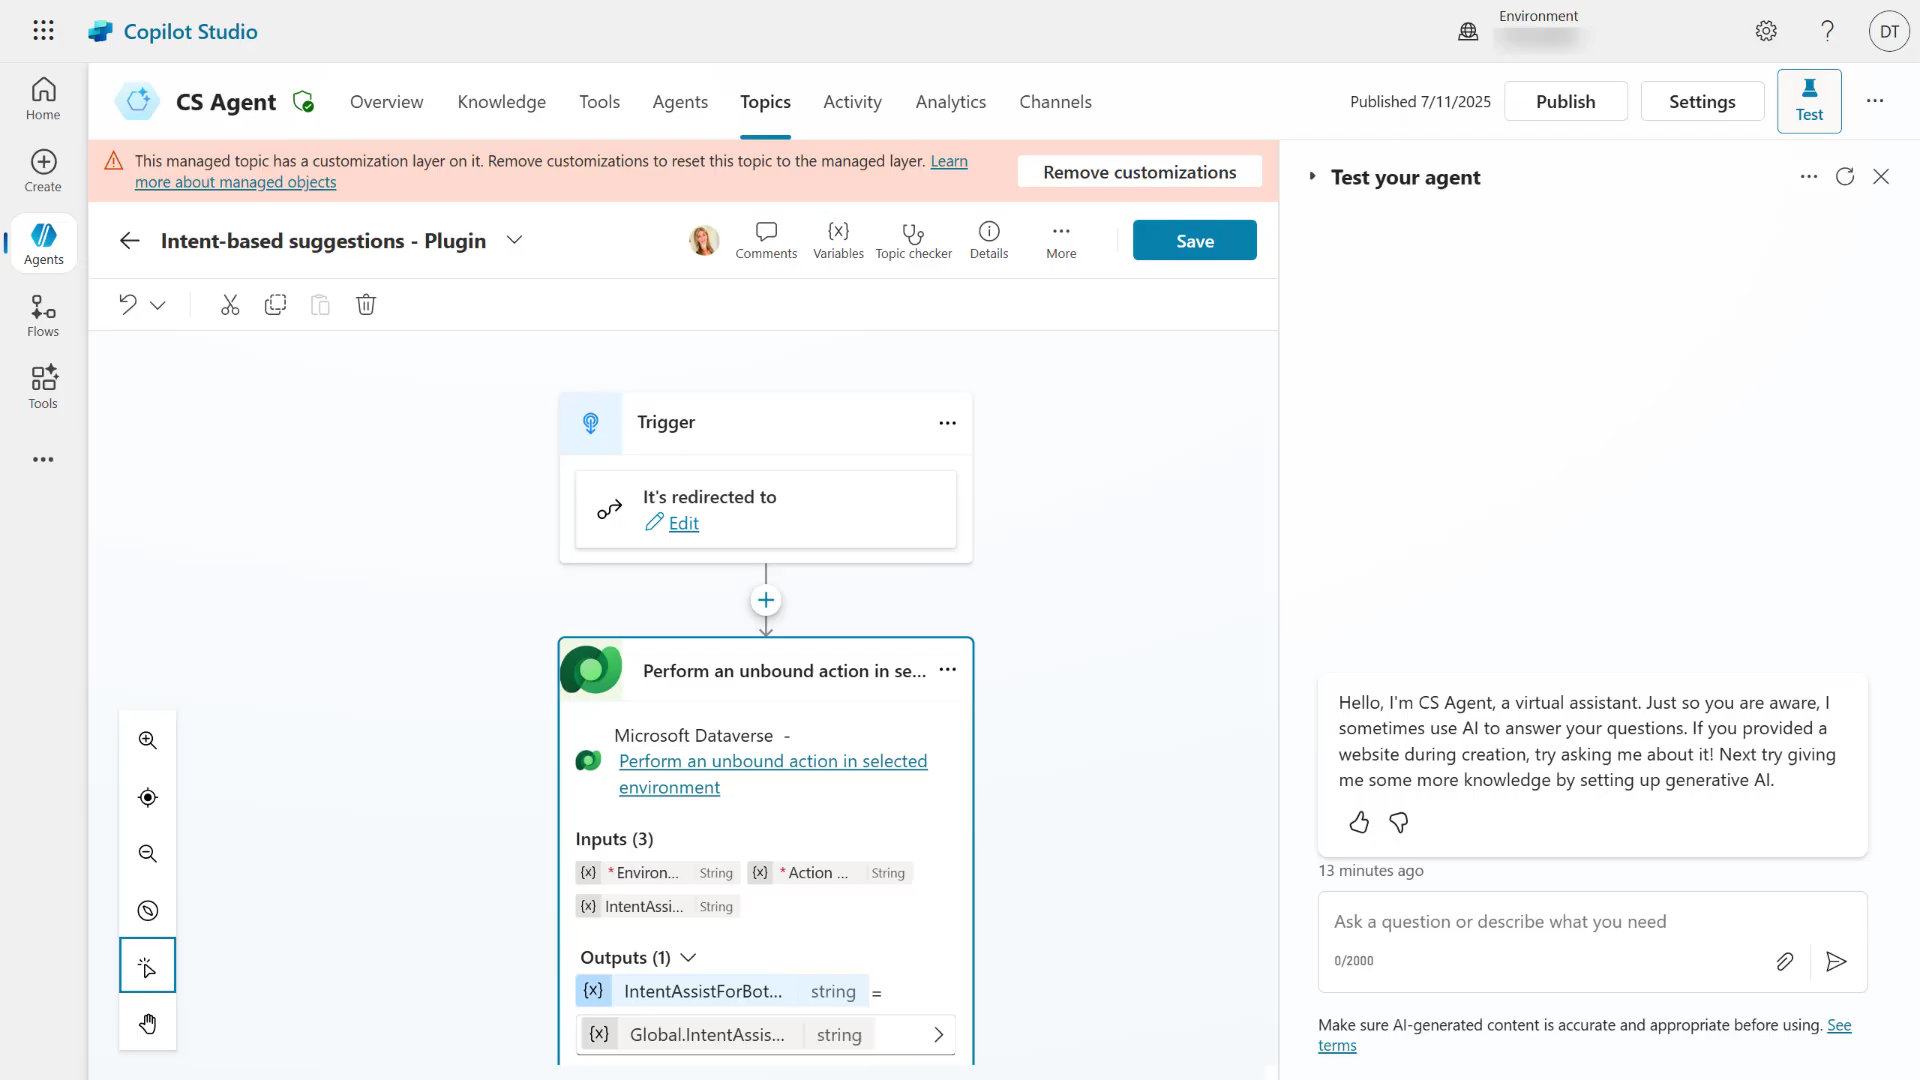 Copilot Studio
Environment
DT
Home
Create
Agents
Flows
Tools
CS Agent
Overview
Knowledge
Tools
Agents
Topics
Activity
Analytics
Channels
Published 7/11/2025
Publish
Settings
Test
This managed topic has a customization layer on it. Remove customizations to reset this topic to the managed layer. Learn
more about managed objects
Remove customizations
Intent-based suggestions - Plugin
Comments
{x}
Variables
Topic checker
Details
More
Save
Trigger
It's redirected to
Edit
Perform an unbound action in se...
Microsoft Dataverse -
Perform an unbound action in selected
environment
Inputs (3)
{x} *Environ... String {x} *Action ... String
{x} IntentAssi... String
Outputs (1)
{x} IntentAssistForBot... string =
{x} Global.IntentAssis... string
Test your agent
Hello, I'm CS Agent, a virtual assistant. Just so you are aware, I
sometimes use AI to answer your questions. If you provided a
website during creation, try asking me about it! Next try giving
me some more knowledge by setting up generative AI.
13 minutes ago
Ask a question or describe what you need
0/2000
Make sure AI-generated content is accurate and appropriate before using. See
terms